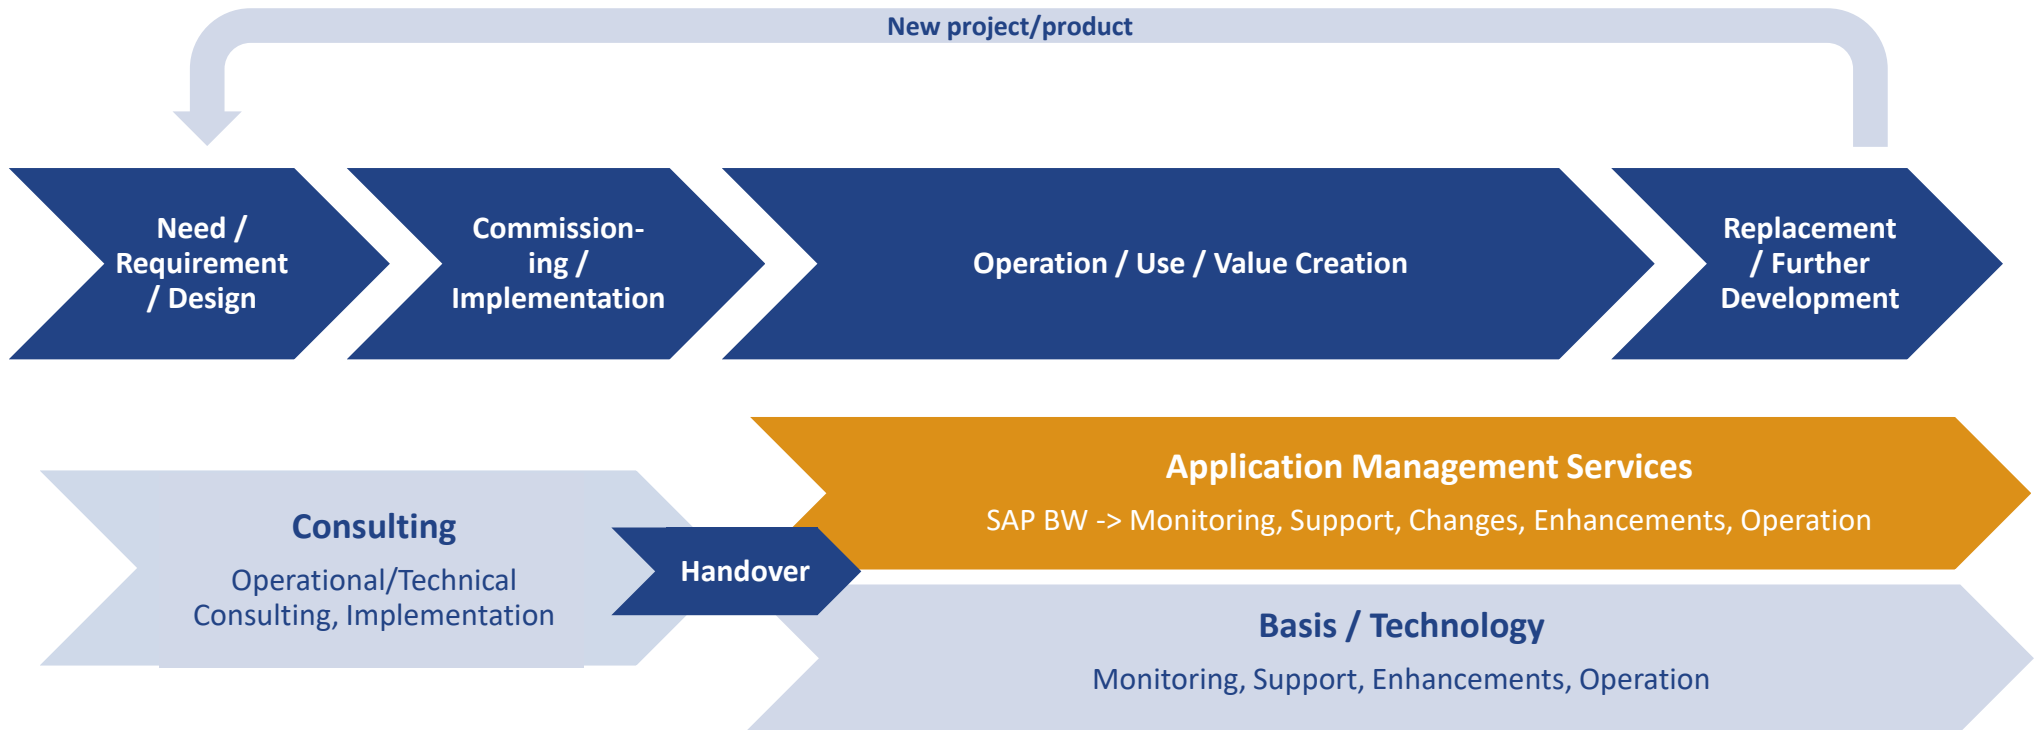 New project/product
Need /
Requirement
/ Design
Commission-
ing /
Implementation
Operation / Use / Value Creation
Replacement
/ Further
Development
Application Management Services
SAP BW -> Monitoring, Support, Changes, Enhancements, Operation
Consulting
Operational/Technical
Consulting, Implementation
Handover
Basis / Technology
Monitoring, Support, Enhancements, Operation